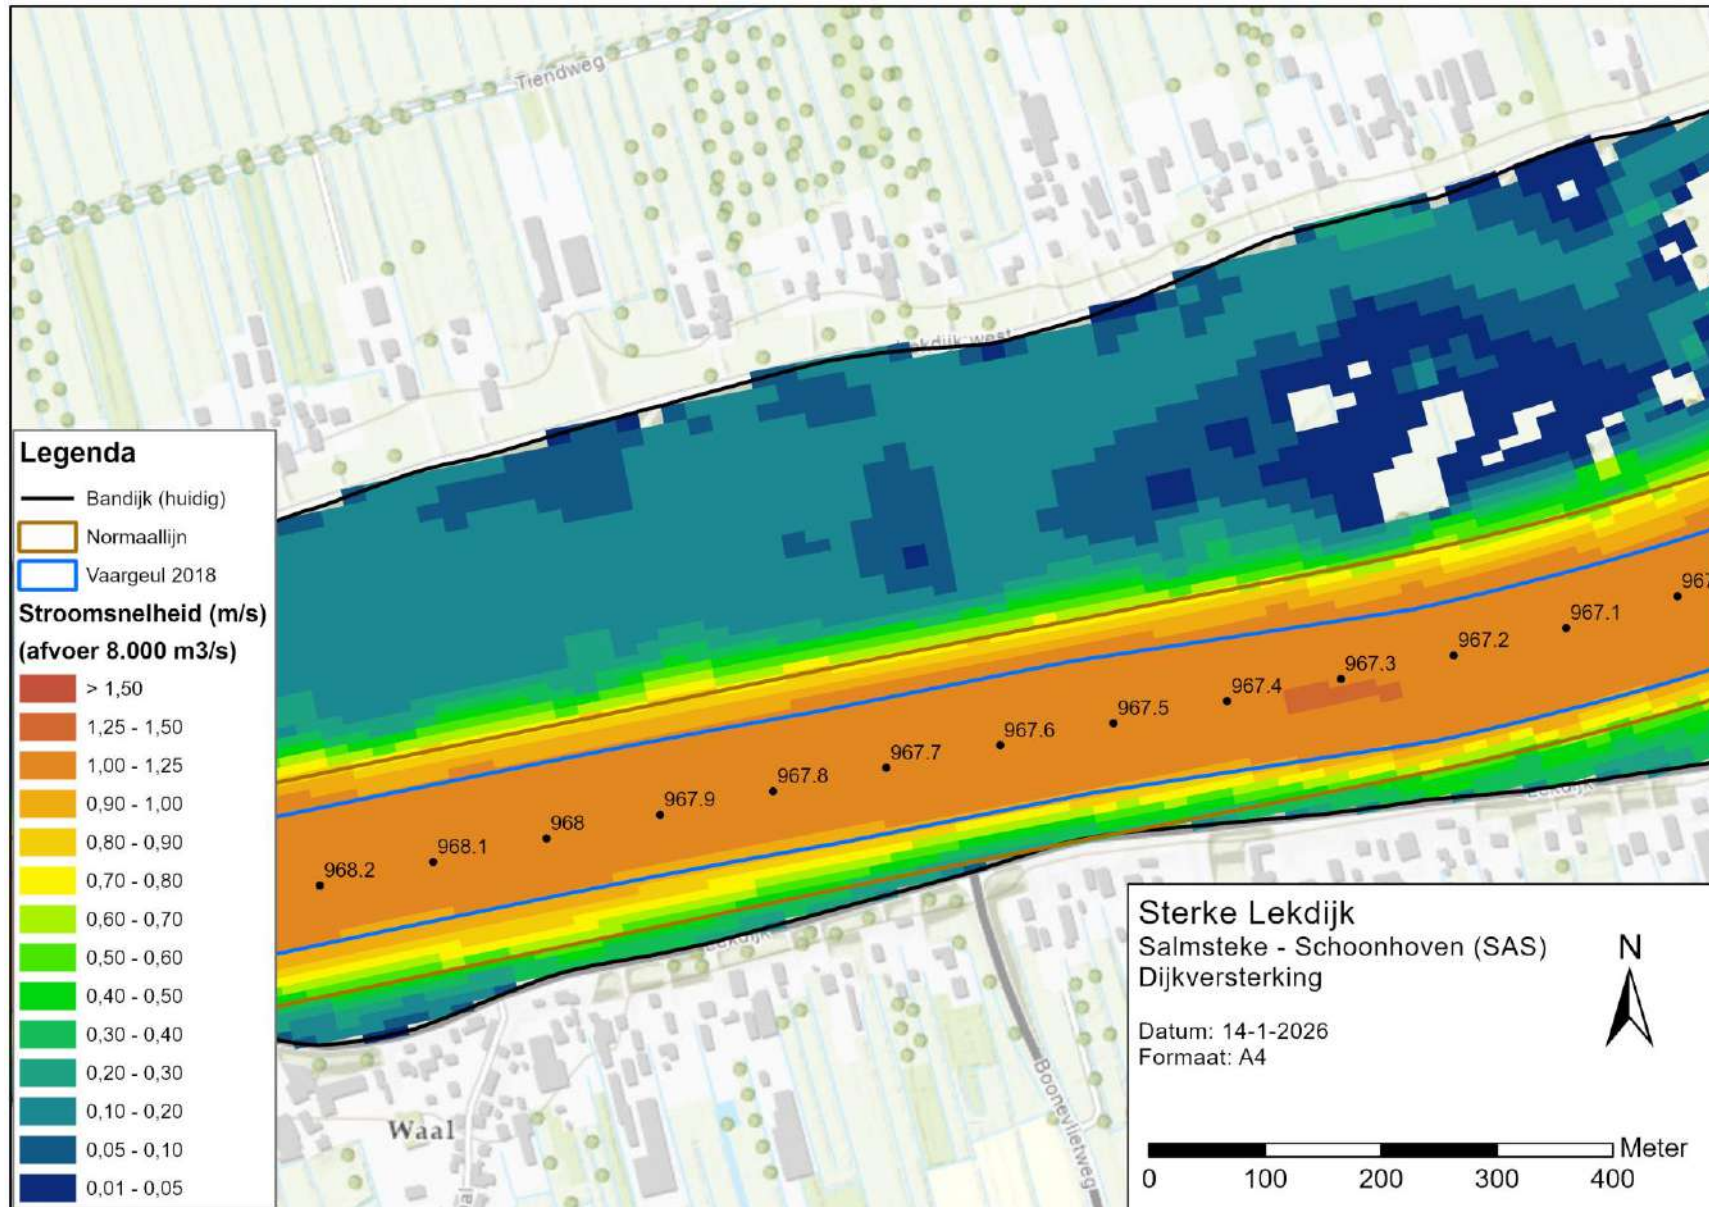 Tiendweg
Lekdijk west
Legenda
Bandijk (huidig)
Normaallijn
Vaargeul 2018
Stroomsnelheid (m/s)
(afvoer 8.000 m3/s)
> 1,50
1,25 - 1,50
1,00 - 1,25
0,90 - 1,00
0,80 - 0,90
0,70 - 0,80
0,60 - 0,70
0,50 - 0,60
0,40 - 0,50
0,30 - 0,40
0,20 - 0,30
0,10 - 0,20
0,05 - 0,10
0,01 - 0,05
967
967.1
967.2
967.3
967.4
967.5
967.6
967.7
967.8
967.9
968
968.1
968.2
Lekdijk
Lekdijk
Waal
Boonevlietweg
Sterke Lekdijk
Salmsteke - Schoonhoven (SAS)
Dijkversterking
Datum: 14-1-2026
Formaat: A4
N
Meter
0 100 200 300 400